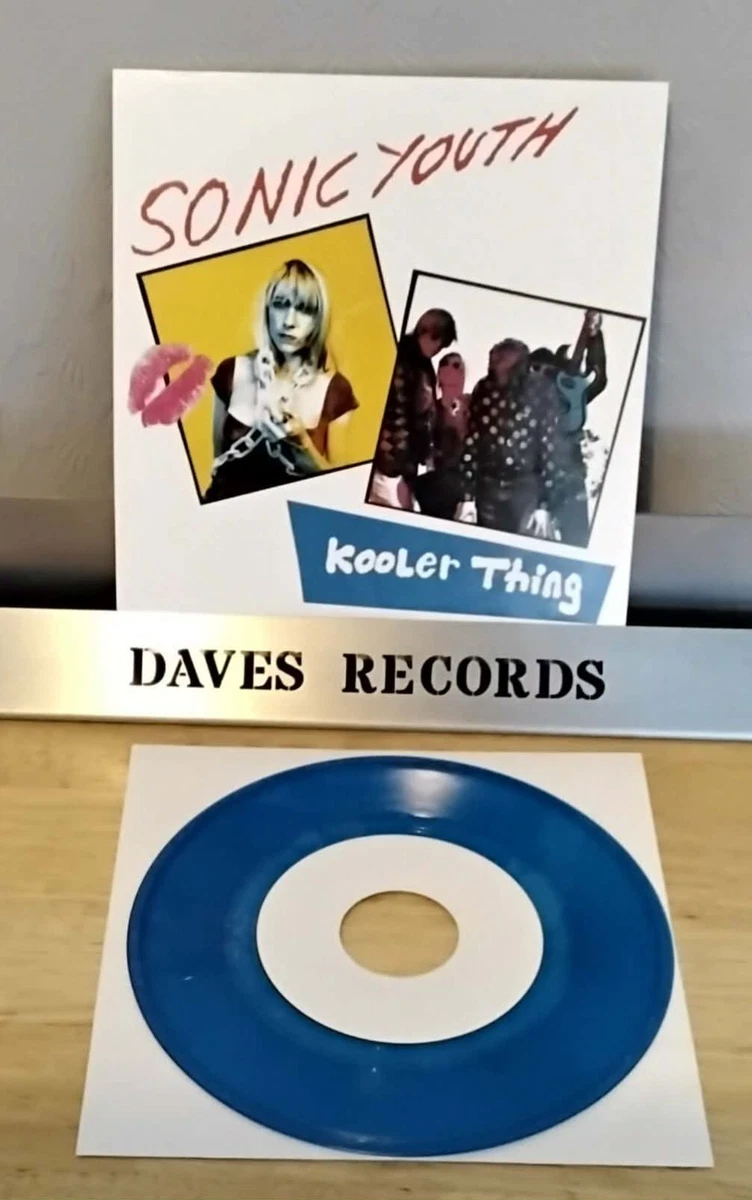 SONIC YOUTH
KOOLer Thing
DAVES RECORDS